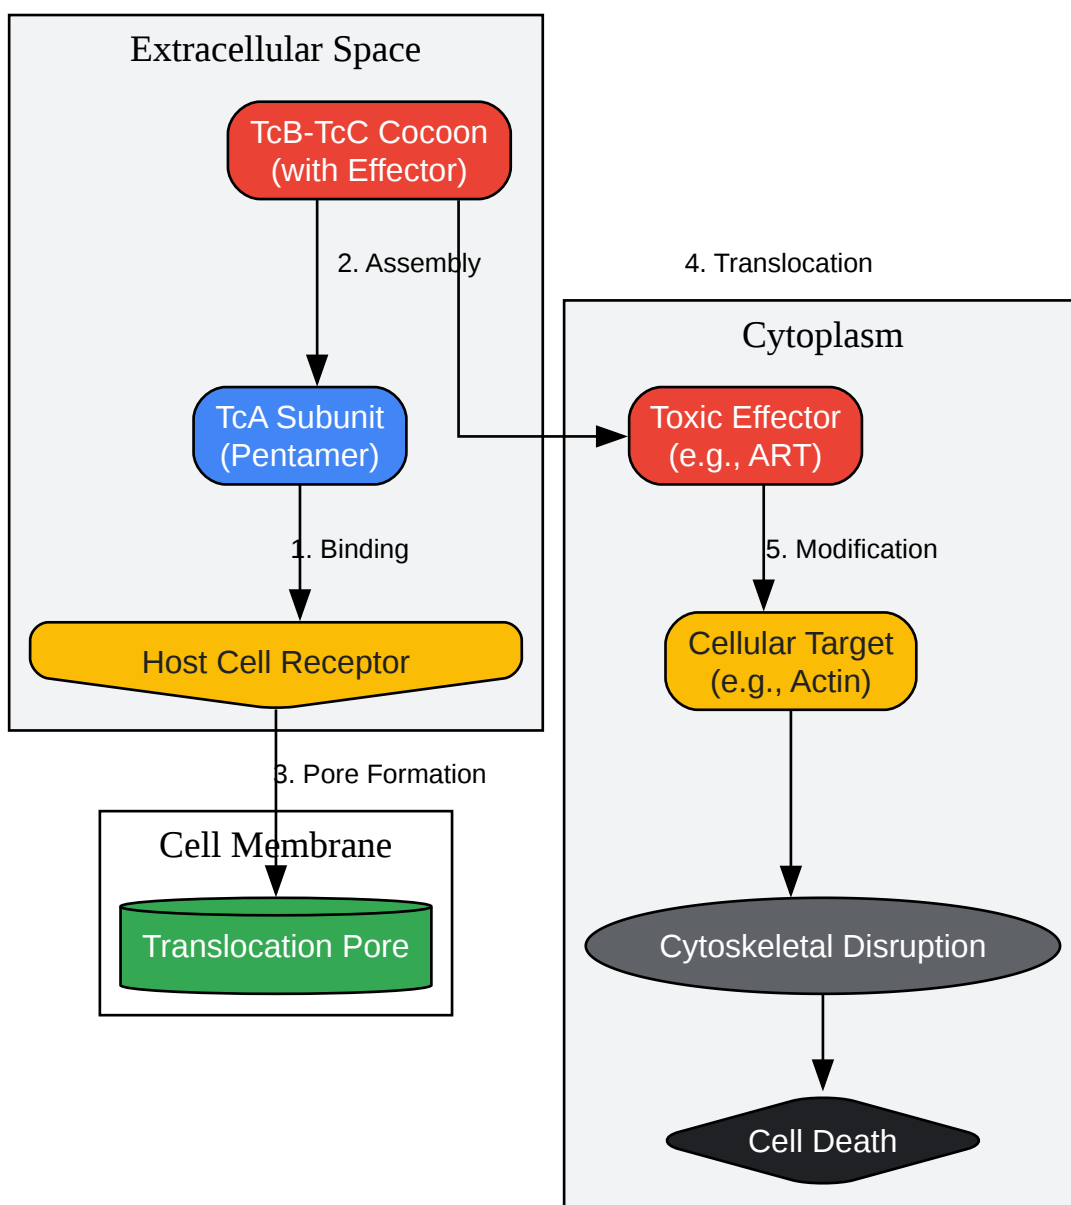 Extracellular Space
TcB-TcC Cocoon
(with Effector)
2. Assembly
4. Translocation
Cytoplasm
TcA Subunit
(Pentamer)
Toxic Effector
(e.g., ART)
1. Binding
5. Modification
Host Cell Receptor
Cellular Target
(e.g., Actin)
3. Pore Formation
Cell Membrane
Translocation Pore
Cytoskeletal Disruption
Cell Death